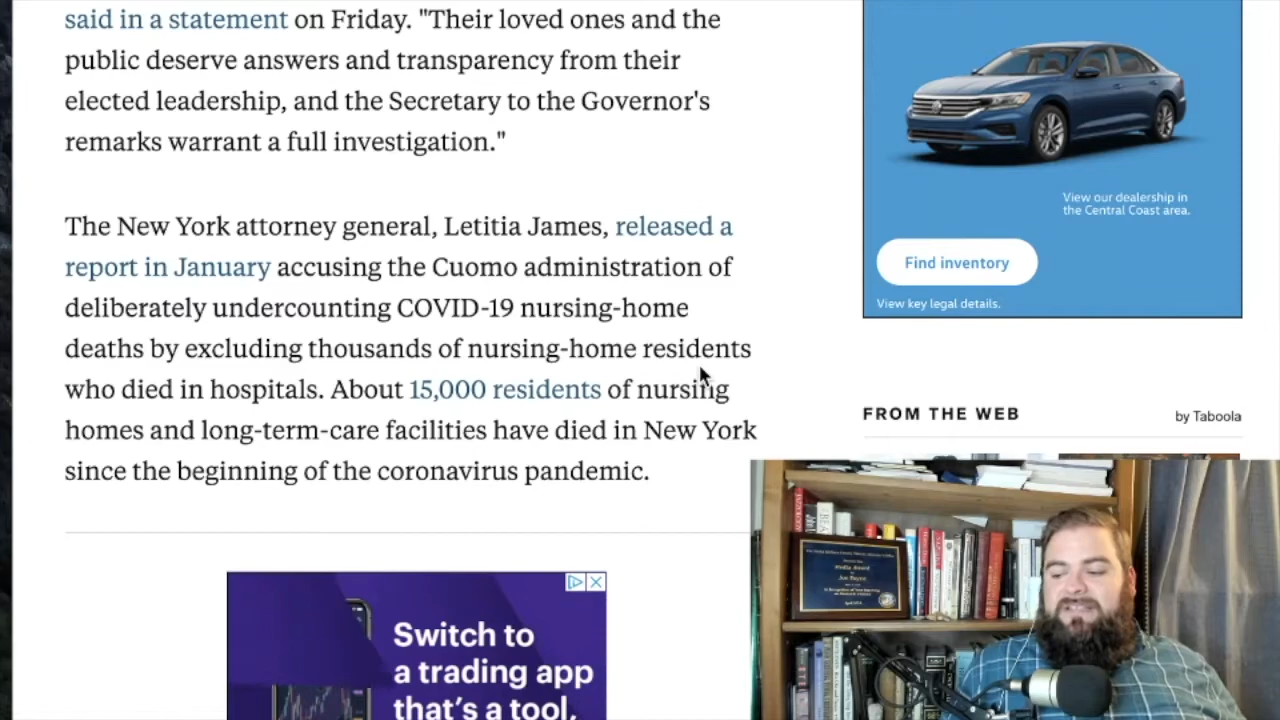 said in a statement on Friday. "Their loved ones and the
public deserve answers and transparency from their
elected leadership, and the Secretary to the Governor's
remarks warrant a full investigation."
The New York attorney general, Letitia James, released a
report in January accusing the Cuomo administration of
deliberately undercounting COVID-19 nursing-home
deaths by excluding thousands of nursing-home residents
who died in hospitals. About 15,000 residents of nursing
homes and long-term-care facilities have died in New York
since the beginning of the coronavirus pandemic.
View our dealership in
the Central Coast area.
Find inventory
View key legal details.
FROM THE WEB
by Taboola
Switch to
a trading app
that's a tool,
Media Award